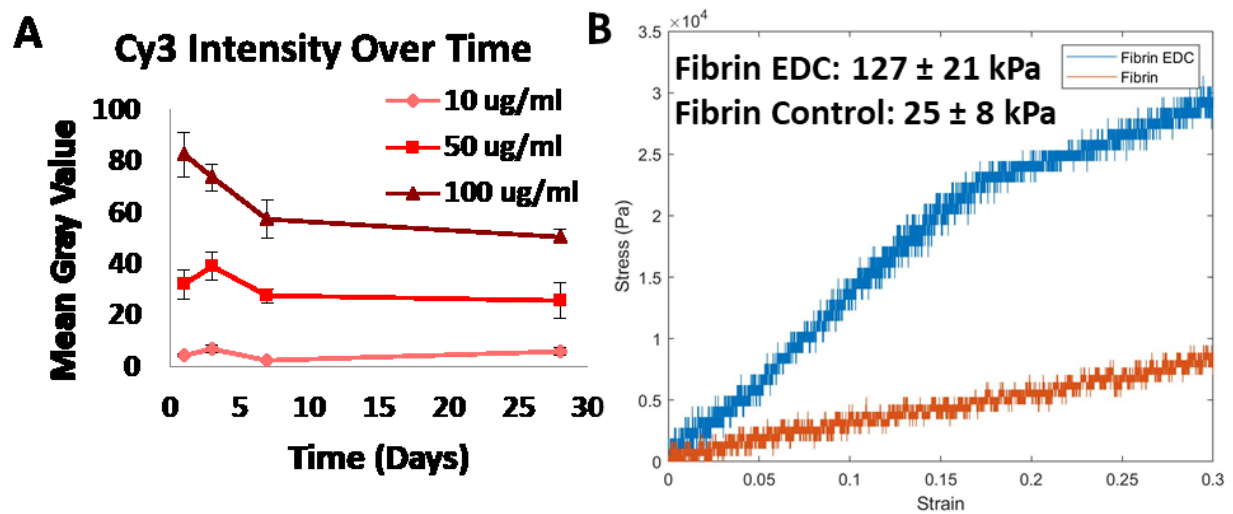 A
Cy3 Intensity Over Time
Mean Gray Value
100
80
60
40
20
0
10 ug/ml
50 ug/ml
100 ug/ml
0 5 10 15 20 25 30
Time (Days)
B
×10⁴
Fibrin EDC: 127 ± 21 kPa
Fibrin Control: 25 ± 8 kPa
Fibrin EDC
Fibrin
Stress (Pa)
3.5
3
2.5
2
1.5
1
0.5
0
0 0.05 0.1 0.15 0.2 0.25 0.3
Strain